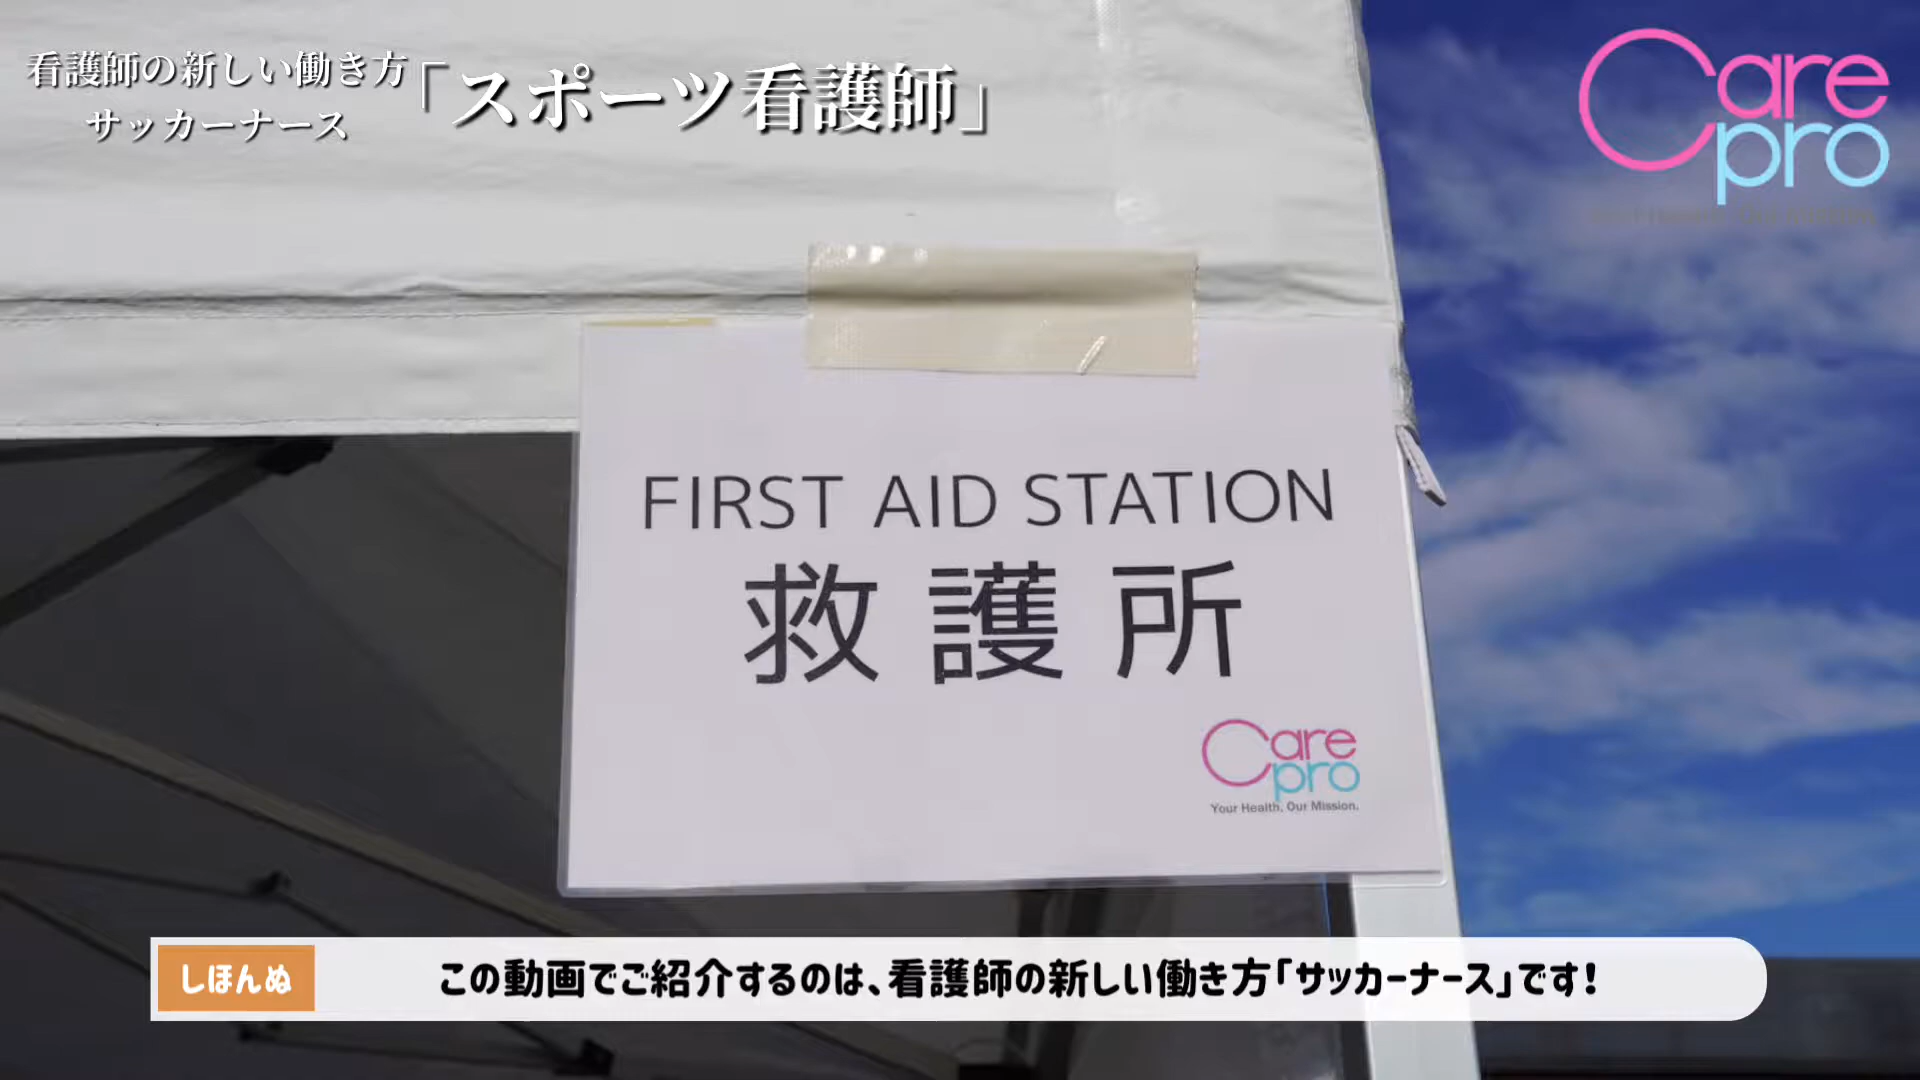 看護師の新しい働き方
サッカーナース
「スポーツ看護師」
Care
pro
FIRST AID STATION
救護所
Care
pro
Your Health. Our Mission.
しほんぬ
この動画でご紹介するのは、看護師の新しい働き方「サッカーナース」です!